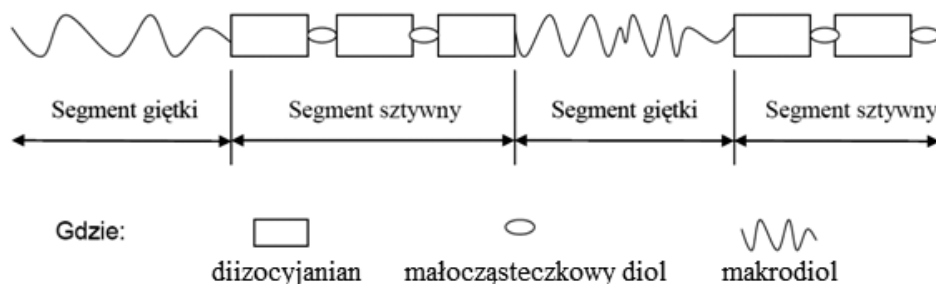 Segment giętki Segment sztywny Segment giętki Segment sztywny
Gdzie:
diizocyjanian małocząsteczkowy diol makrodiol